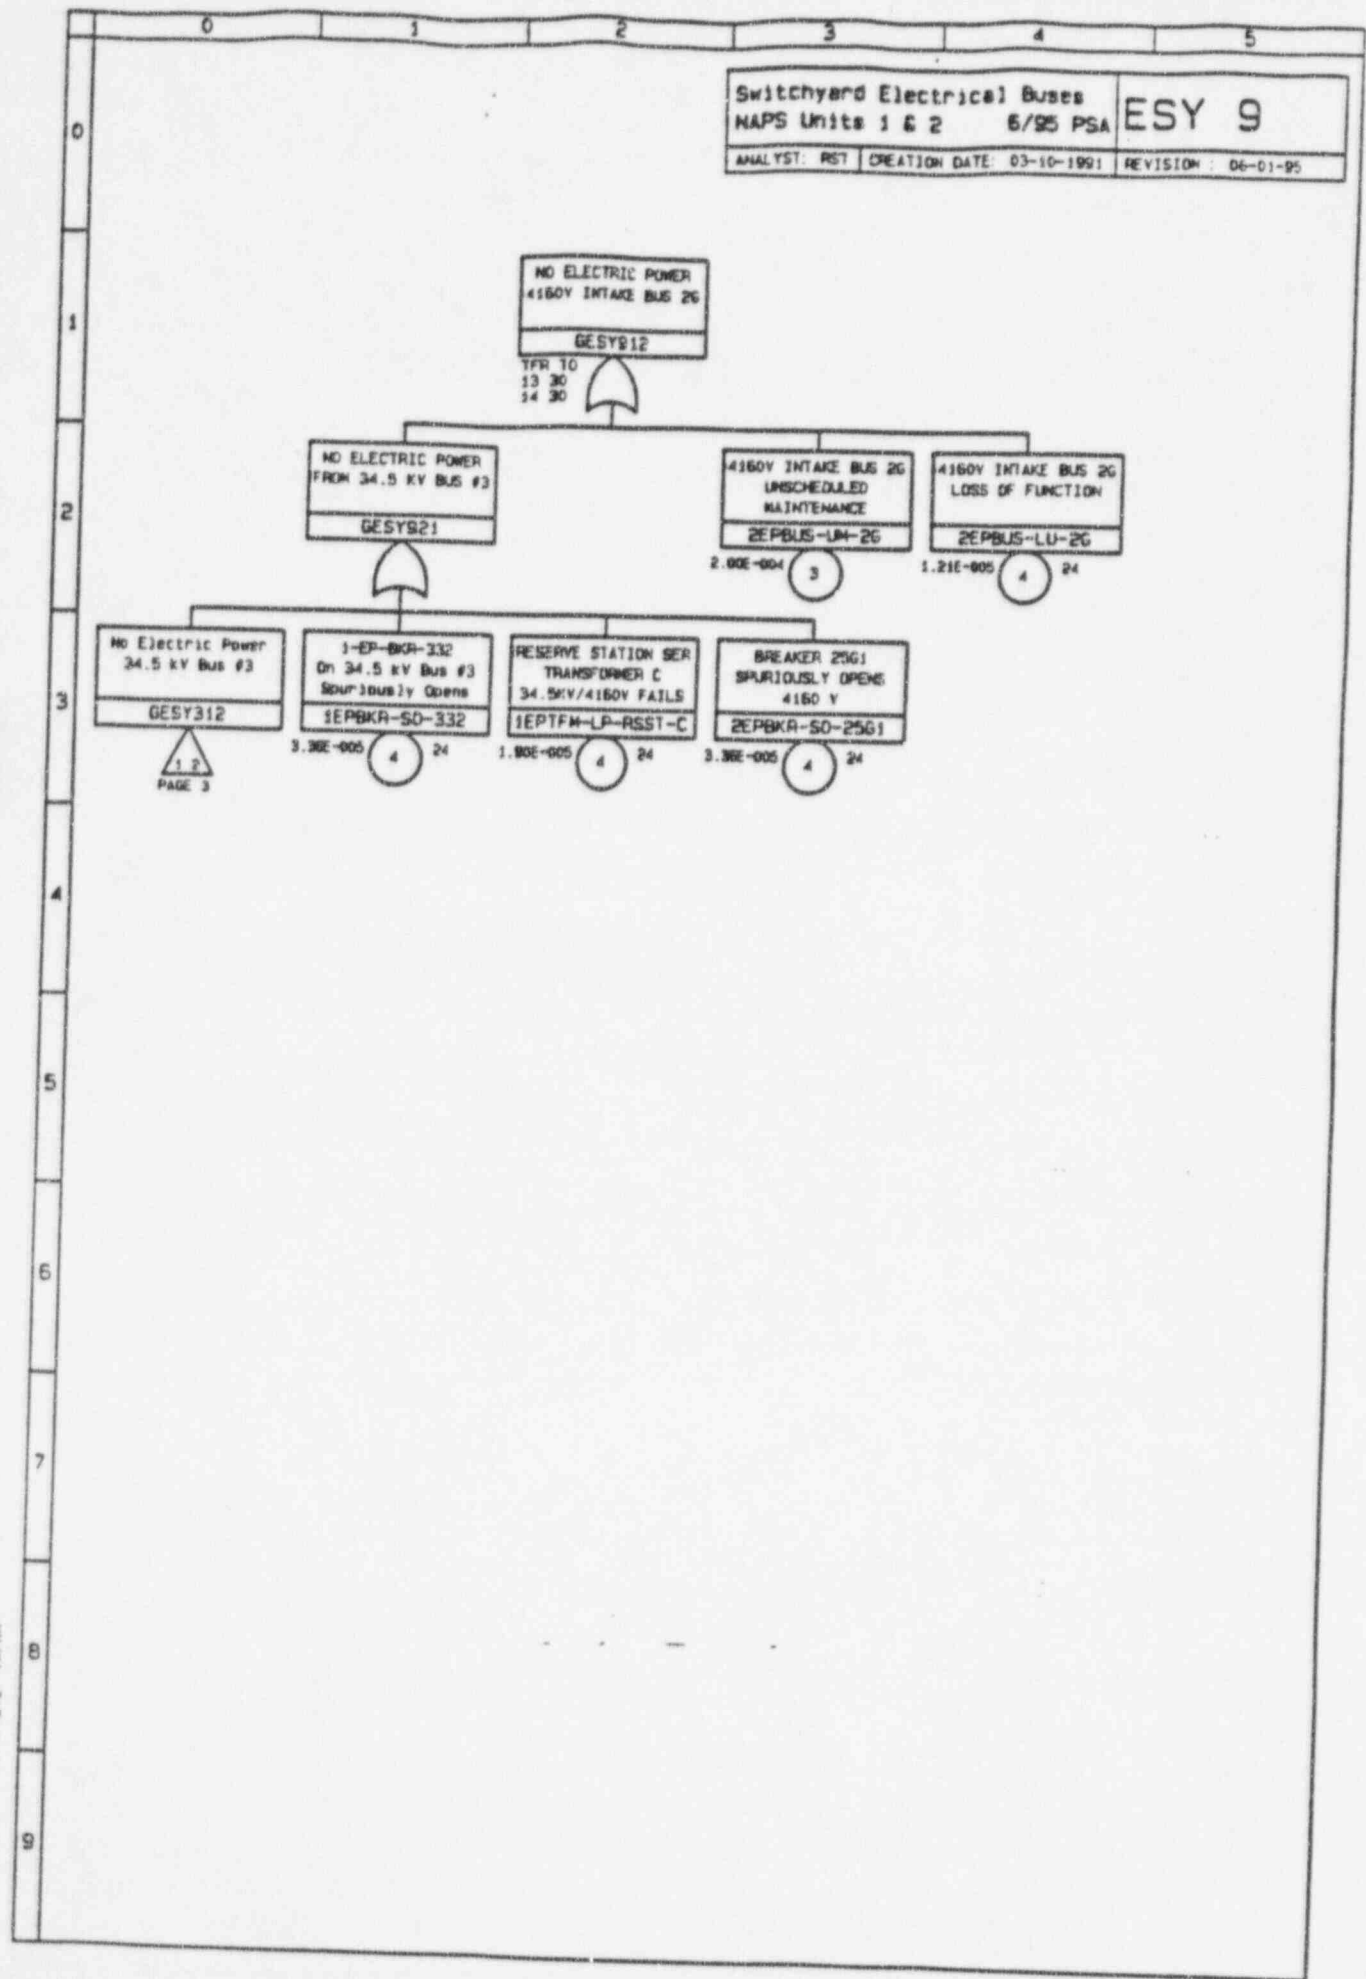 0 1 2 3 4 5
Switchyard Electrical Buses
NAPS Units 1 & 2 6/95 PSA
ESY 9
ANALYST: RST
CREATION DATE: 03-10-1991
REVISION : 06-01-95
0
1
2
3
4
5
6
7
8
9
NO ELECTRIC POWER
4160V INTAKE BUS 2G
GESY912
TFR TO
13 30
14 30
NO ELECTRIC POWER
FROM 34.5 KV BUS #3
GESY921
4160V INTAKE BUS 2G
UNSCHEDULED
MAINTENANCE
2EPBUS-UM-2G
2.00E-004
3
4160V INTAKE BUS 2G
LOSS OF FUNCTION
2EPBUS-LU-2G
1.21E-005
4
24
No Electric Power
34.5 kV Bus #3
GESY312
1 2
PAGE 3
1-EP-BKR-332
On 34.5 kV Bus #3
Spuriously Opens
1EPBKR-SO-332
3.36E-005
4
24
RESERVE STATION SER
TRANSFORMER C
34.5KV/4160V FAILS
1EPTFM-LP-RSST-C
4
24
BREAKER 25G1
SPURIOUSLY OPENS
4160 V
2EPBKR-SO-25G1
3.36E-005
4
24